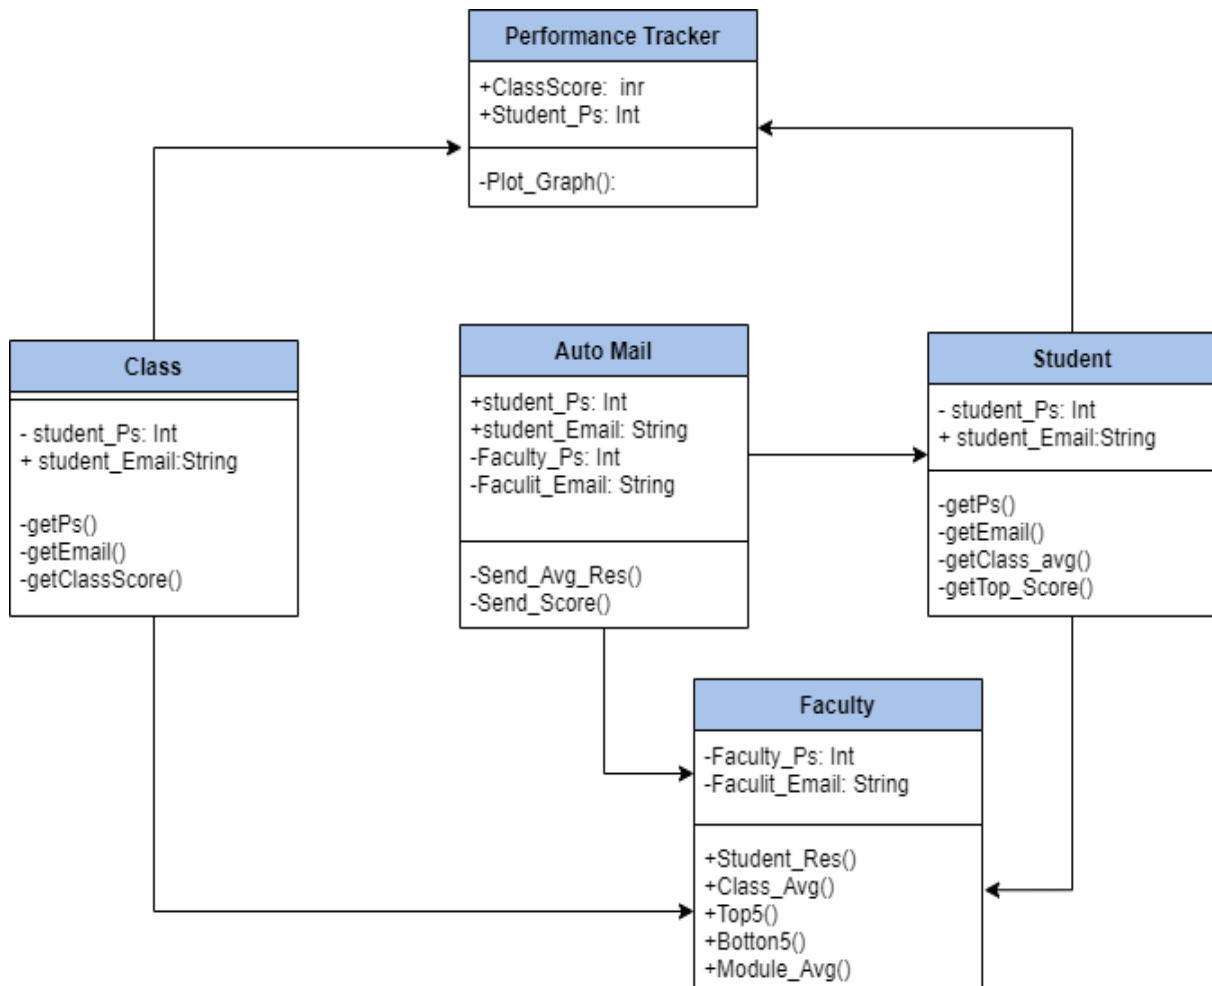 Performance Tracker
+ClassScore:  inr
+Student_Ps: Int
-Plot_Graph():
Class
- student_Ps: Int
+ student_Email:String
-getPs()
-getEmail()
-getClassScore()
Auto Mail
+student_Ps: Int
+student_Email: String
-Faculty_Ps: Int
-Faculit_Email: String
-Send_Avg_Res()
-Send_Score()
Student
- student_Ps: Int
+ student_Email:String
-getPs()
-getEmail()
-getClass_avg()
-getTop_Score()
Faculty
-Faculty_Ps: Int
-Faculit_Email: String
+Student_Res()
+Class_Avg()
+Top5()
+Botton5()
+Module_Avg()